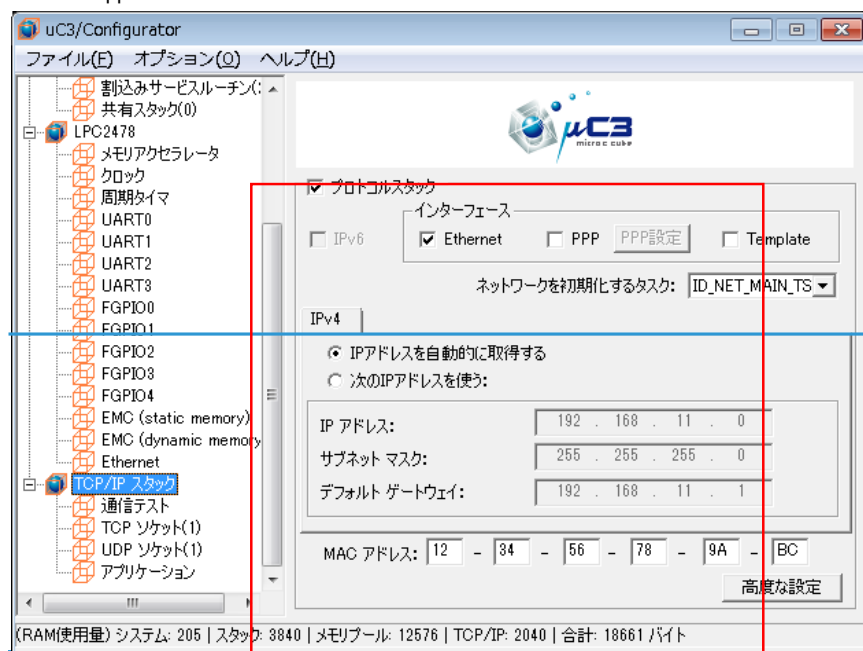 uC3/Configurator
ファイル(F) オプション(O) ヘルプ(H)
割込みサービスルーチン(:
共有スタック(0)
LPC2478
メモリアクセラレータ
クロック
周期タイマ
UART0
UART1
UART2
UART3
FGPIO0
FGPIO1
FGPIO2
FGPIO3
FGPIO4
EMC (static memory)
EMC (dynamic memory
Ethernet
TCP/IP スタック
通信テスト
TCP ソケット(1)
UDP ソケット(1)
アプリケーション
μC3
micro c cube
プロトコルスタック
インターフェース
IPv6 Ethernet PPP PPP設定 Template
ネットワークを初期化するタスク: ID_NET_MAIN_TS
IPv4
IPアドレスを自動的に取得する
次のIPアドレスを使う:
IP アドレス: 192 . 168 . 11 . 0
サブネット マスク: 255 . 255 . 255 . 0
デフォルト ゲートウェイ: 192 . 168 . 11 . 1
MAC アドレス: 12 - 34 - 56 - 78 - 9A - BC
高度な設定
(RAM使用量) システム: 205 | スタック: 3840 | メモリプール: 12576 | TCP/IP: 2040 | 合計: 18661 バイト